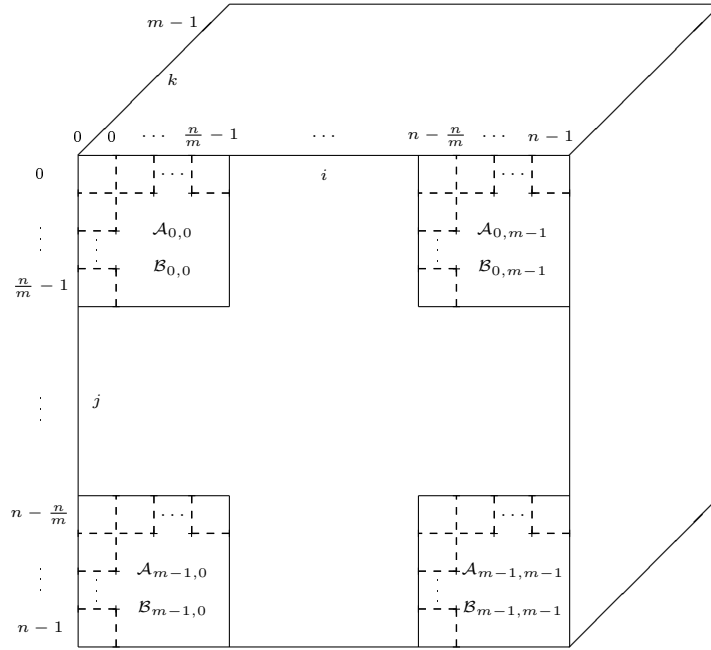 m − 1
k
0 0 ⋯ n/m − 1 ⋯ n − n/m ⋯ n − 1
0 ⋯ i ⋯
⋮ 𝒜0,0 𝒜0,m−1
⋮ ℬ0,0 ⋮ ℬ0,m−1
n/m − 1
⋮ j
n − n/m ⋯ ⋯
⋮ 𝒜m−1,0 𝒜m−1,m−1
⋮ ℬm−1,0 ⋮ ℬm−1,m−1
n − 1